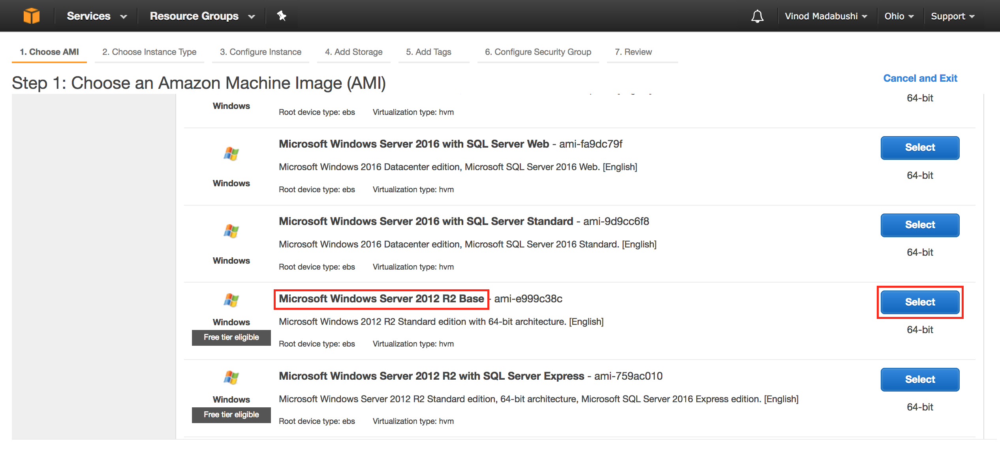 Services Resource Groups Vinod Madabushi Ohio Support
1. Choose AMI 2. Choose Instance Type 3. Configure Instance 4. Add Storage 5. Add Tags 6. Configure Security Group 7. Review
Step 1: Choose an Amazon Machine Image (AMI) Cancel and Exit
64-bit
Windows
Root device type: ebs Virtualization type: hvm
Microsoft Windows Server 2016 with SQL Server Web - ami-fa9dc79f
Select
Microsoft Windows 2016 Datacenter edition, Microsoft SQL Server 2016 Web. [English]
64-bit
Windows
Root device type: ebs Virtualization type: hvm
Microsoft Windows Server 2016 with SQL Server Standard - ami-9d9cc6f8
Select
Microsoft Windows 2016 Datacenter edition, Microsoft SQL Server 2016 Standard. [English]
64-bit
Windows
Root device type: ebs Virtualization type: hvm
Microsoft Windows Server 2012 R2 Base - ami-e999c38c
Select
Windows
Microsoft Windows 2012 R2 Standard edition with 64-bit architecture. [English]
64-bit
Free tier eligible
Root device type: ebs Virtualization type: hvm
Microsoft Windows Server 2012 R2 with SQL Server Express - ami-759ac010
Select
Windows
Microsoft Windows Server 2012 R2 Standard edition, 64-bit architecture, Microsoft SQL Server 2016 Express edition. [English]
64-bit
Free tier eligible
Root device type: ebs Virtualization type: hvm